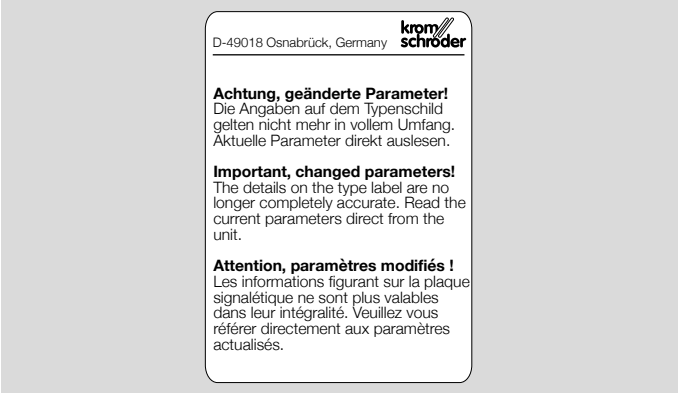 D-49018 Osnabrück, Germany
krom
schröder
Achtung, geänderte Parameter!
Die Angaben auf dem Typenschild
gelten nicht mehr in vollem Umfang.
Aktuelle Parameter direkt auslesen.
Important, changed parameters!
The details on the type label are no
longer completely accurate. Read the
current parameters direct from the
unit.
Attention, paramètres modifiés !
Les informations figurant sur la plaque
signalétique ne sont plus valables
dans leur intégralité. Veuillez vous
référer directement aux paramètres
actualisés.